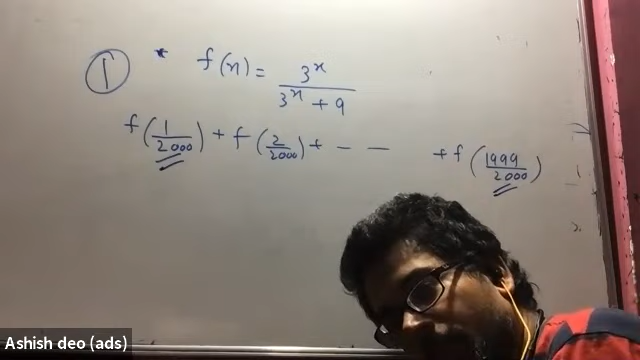 ① * f(x) = 3^x / (3^x + 9)
f(1/2000) + f(2/2000) + - - + f(1999/2000)
Ashish deo (ads)